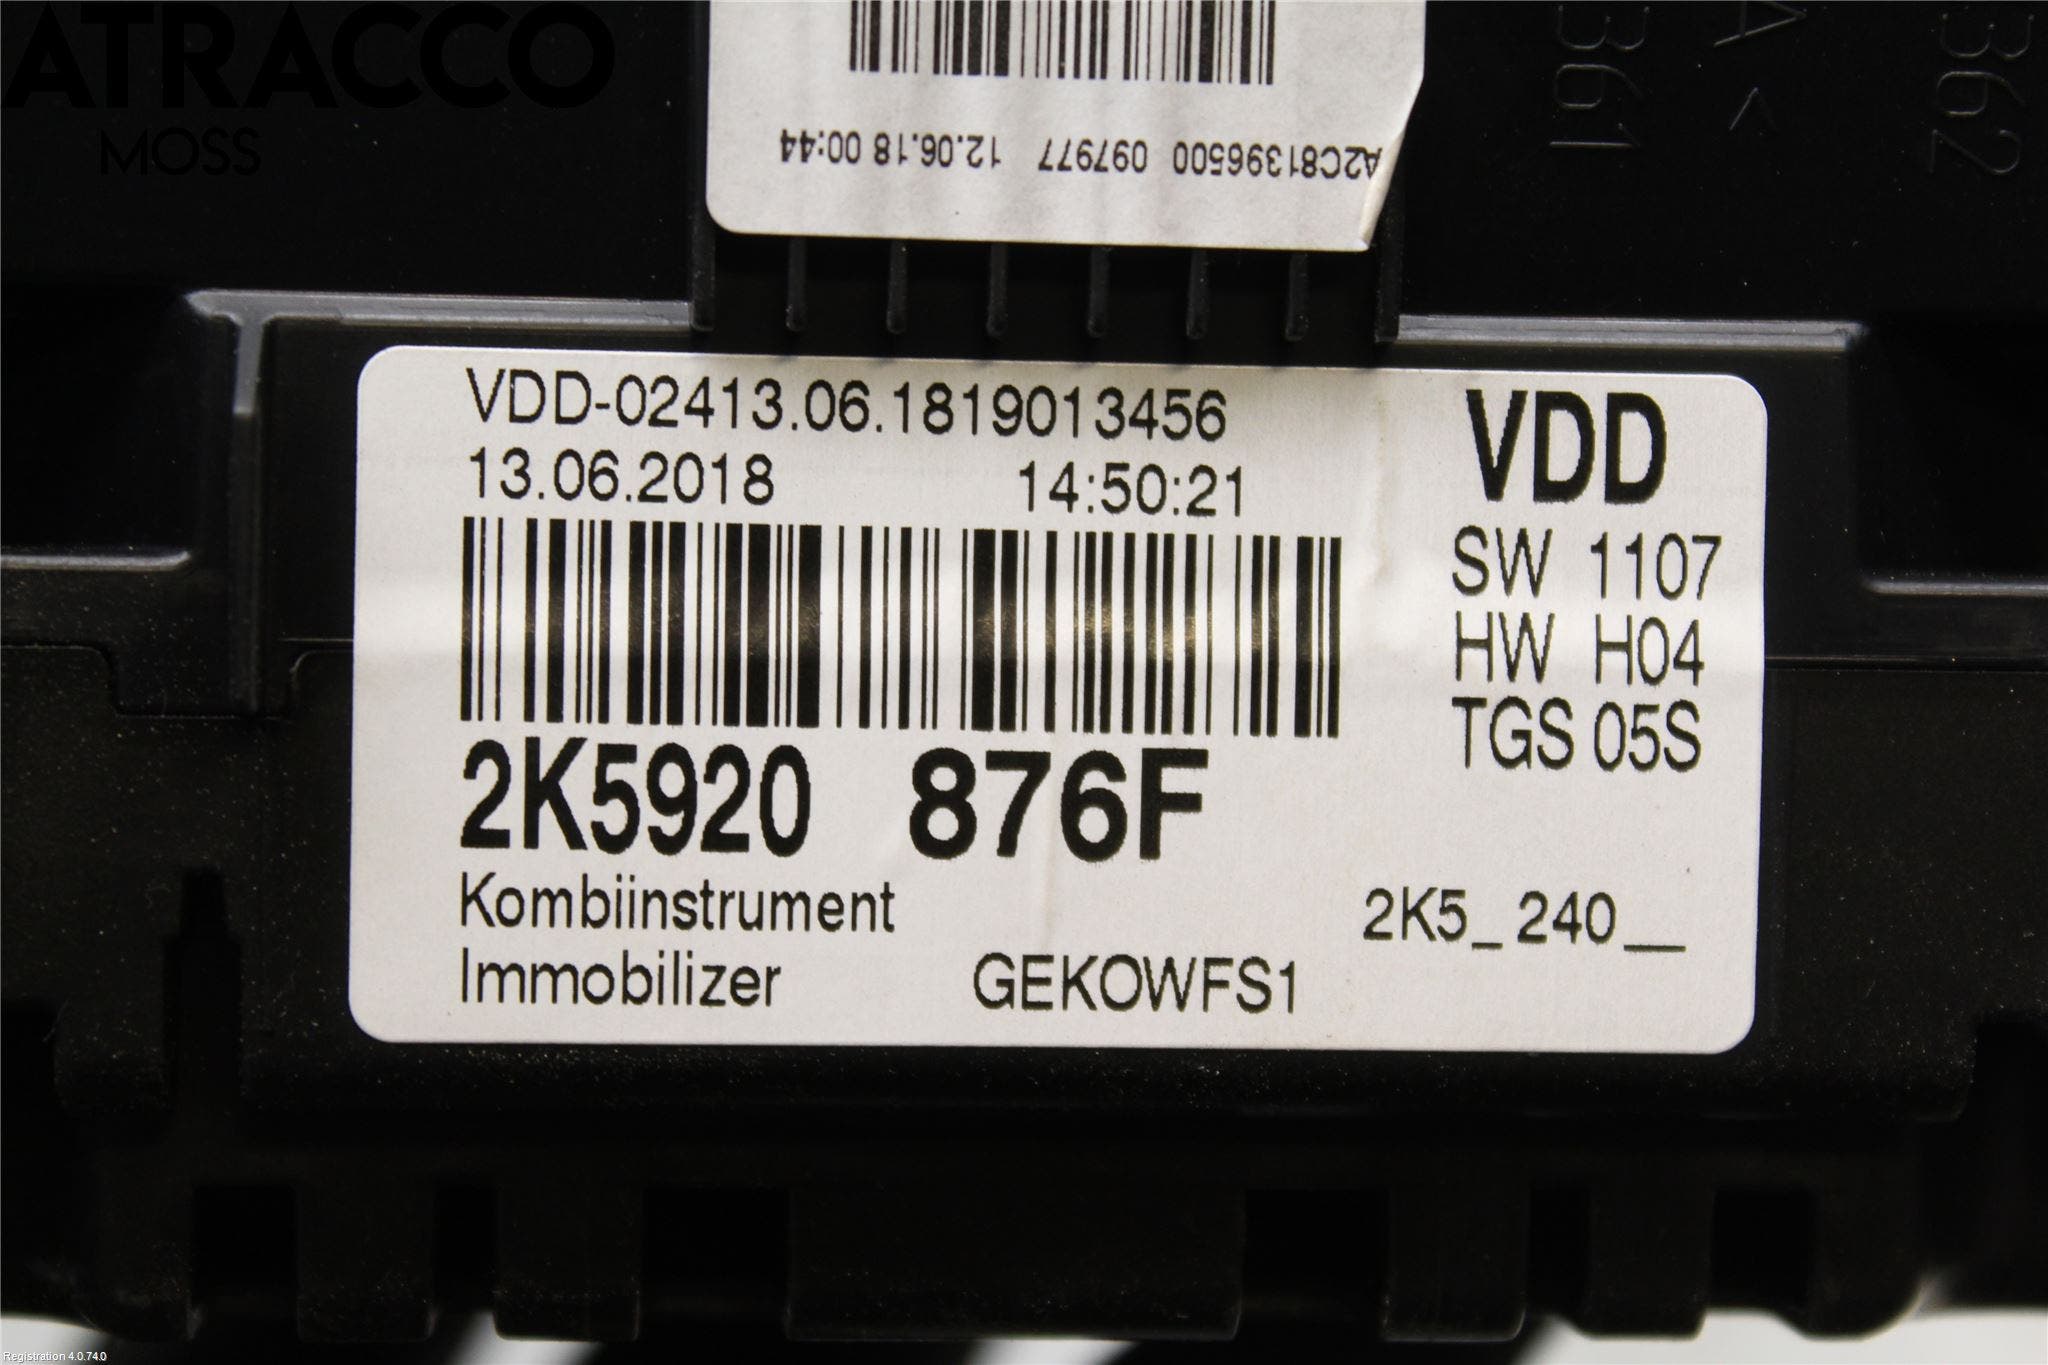 ATRACCO
MOSS
361
A
>
362
A2C81396500 097977 12.06.18 00:44
VDD-02413.06.1819013456
13.06.2018 14:50:21
VDD
SW 1107
HW H04
TGS 05S
2K5920 876F
Kombiinstrument
2K5_240__
Immobilizer GEKOWFS1
Registration 4.0.74.0